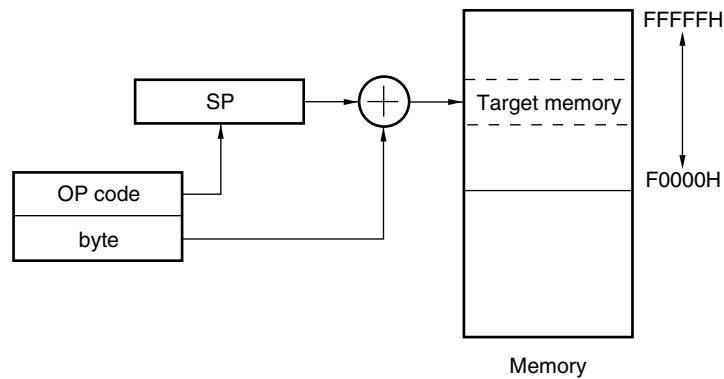 FFFFFH
SP
Target memory
OP code
F0000H
byte
Memory